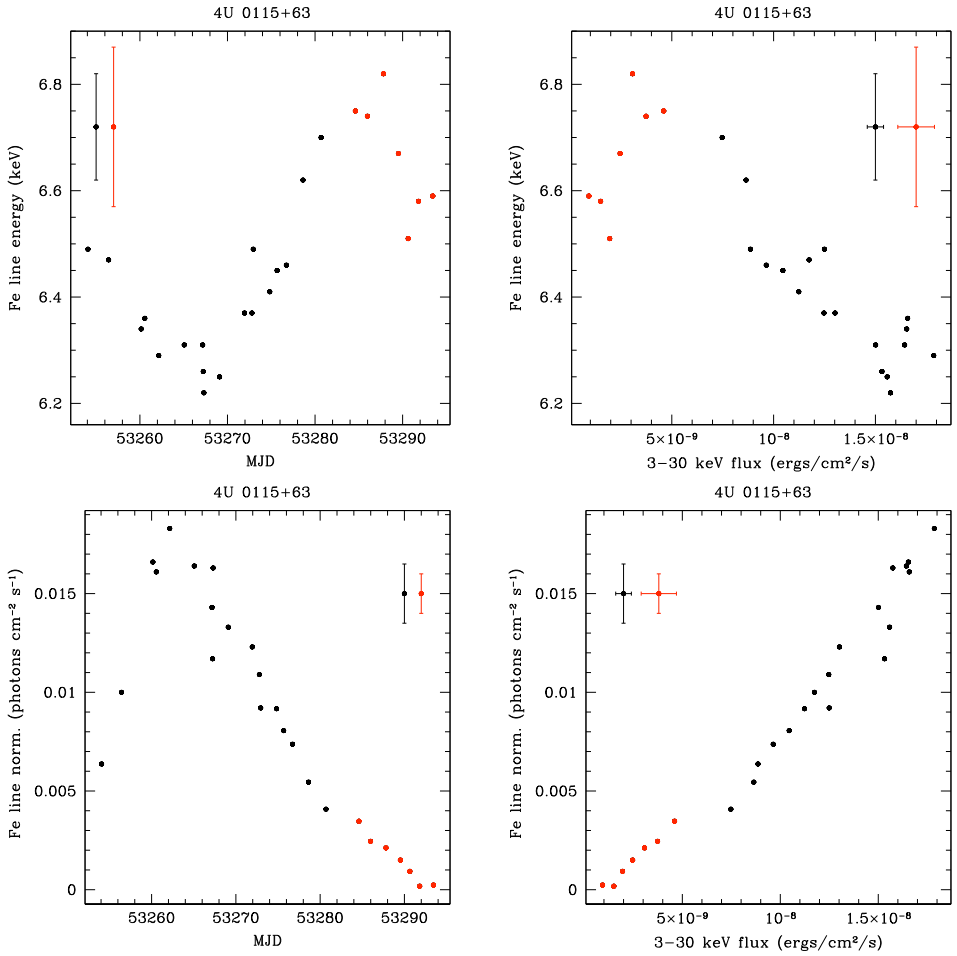 4U 0115+63
Fe line energy (keV)
6.8
6.6
6.4
6.2
53260 53270 53280 53290
MJD
4U 0115+63
Fe line energy (keV)
6.8
6.6
6.4
6.2
5×10⁻⁹ 10⁻⁸ 1.5×10⁻⁸
3−30 keV flux (ergs/cm²/s)
4U 0115+63
Fe line norm. (photons cm⁻² s⁻¹)
0.015
0.01
0.005
0
53260 53270 53280 53290
MJD
4U 0115+63
Fe line norm. (photons cm⁻² s⁻¹)
0.015
0.01
0.005
0
5×10⁻⁹ 10⁻⁸ 1.5×10⁻⁸
3−30 keV flux (ergs/cm²/s)